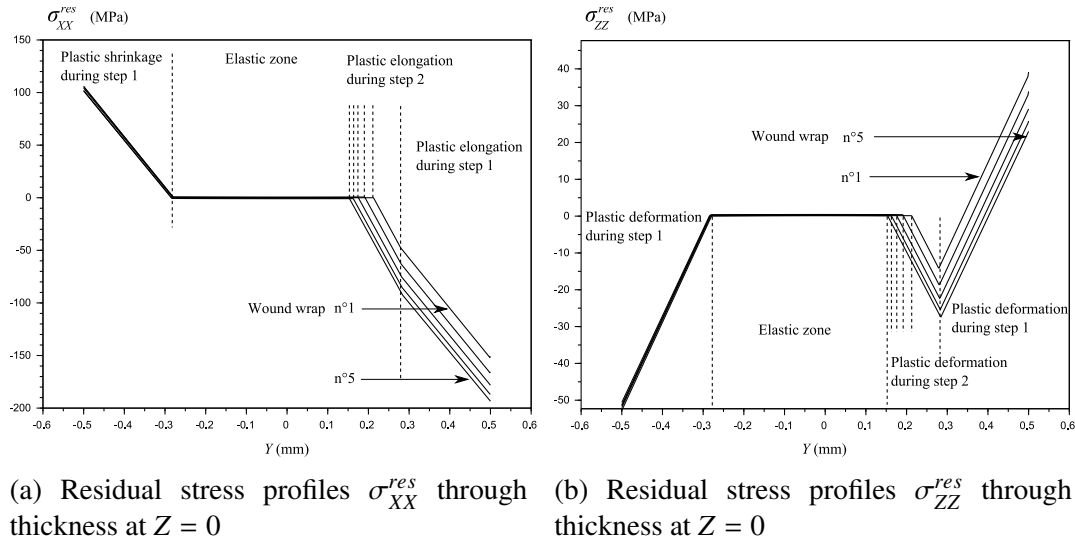 σ_XX^res (MPa)
150
100
50
0
-50
-100
-150
-200
Plastic shrinkage
during step 1
Elastic zone
Plastic elongation
during step 2
Plastic elongation
during step 1
Wound wrap n°1
n°5
-0.6 -0.5 -0.4 -0.3 -0.2 -0.1 0 0.1 0.2 0.3 0.4 0.5 0.6
Y (mm)
σ_ZZ^res (MPa)
40
30
20
10
0
-10
-20
-30
-40
-50
Wound wrap n°5
n°1
Plastic deformation
during step 1
Elastic zone
Plastic deformation
during step 1
Plastic deformation
during step 2
-0.6 -0.5 -0.4 -0.3 -0.2 -0.1 0 0.1 0.2 0.3 0.4 0.5 0.6
Y (mm)
(a) Residual stress profiles σ_XX^res through
thickness at Z = 0
(b) Residual stress profiles σ_ZZ^res through
thickness at Z = 0